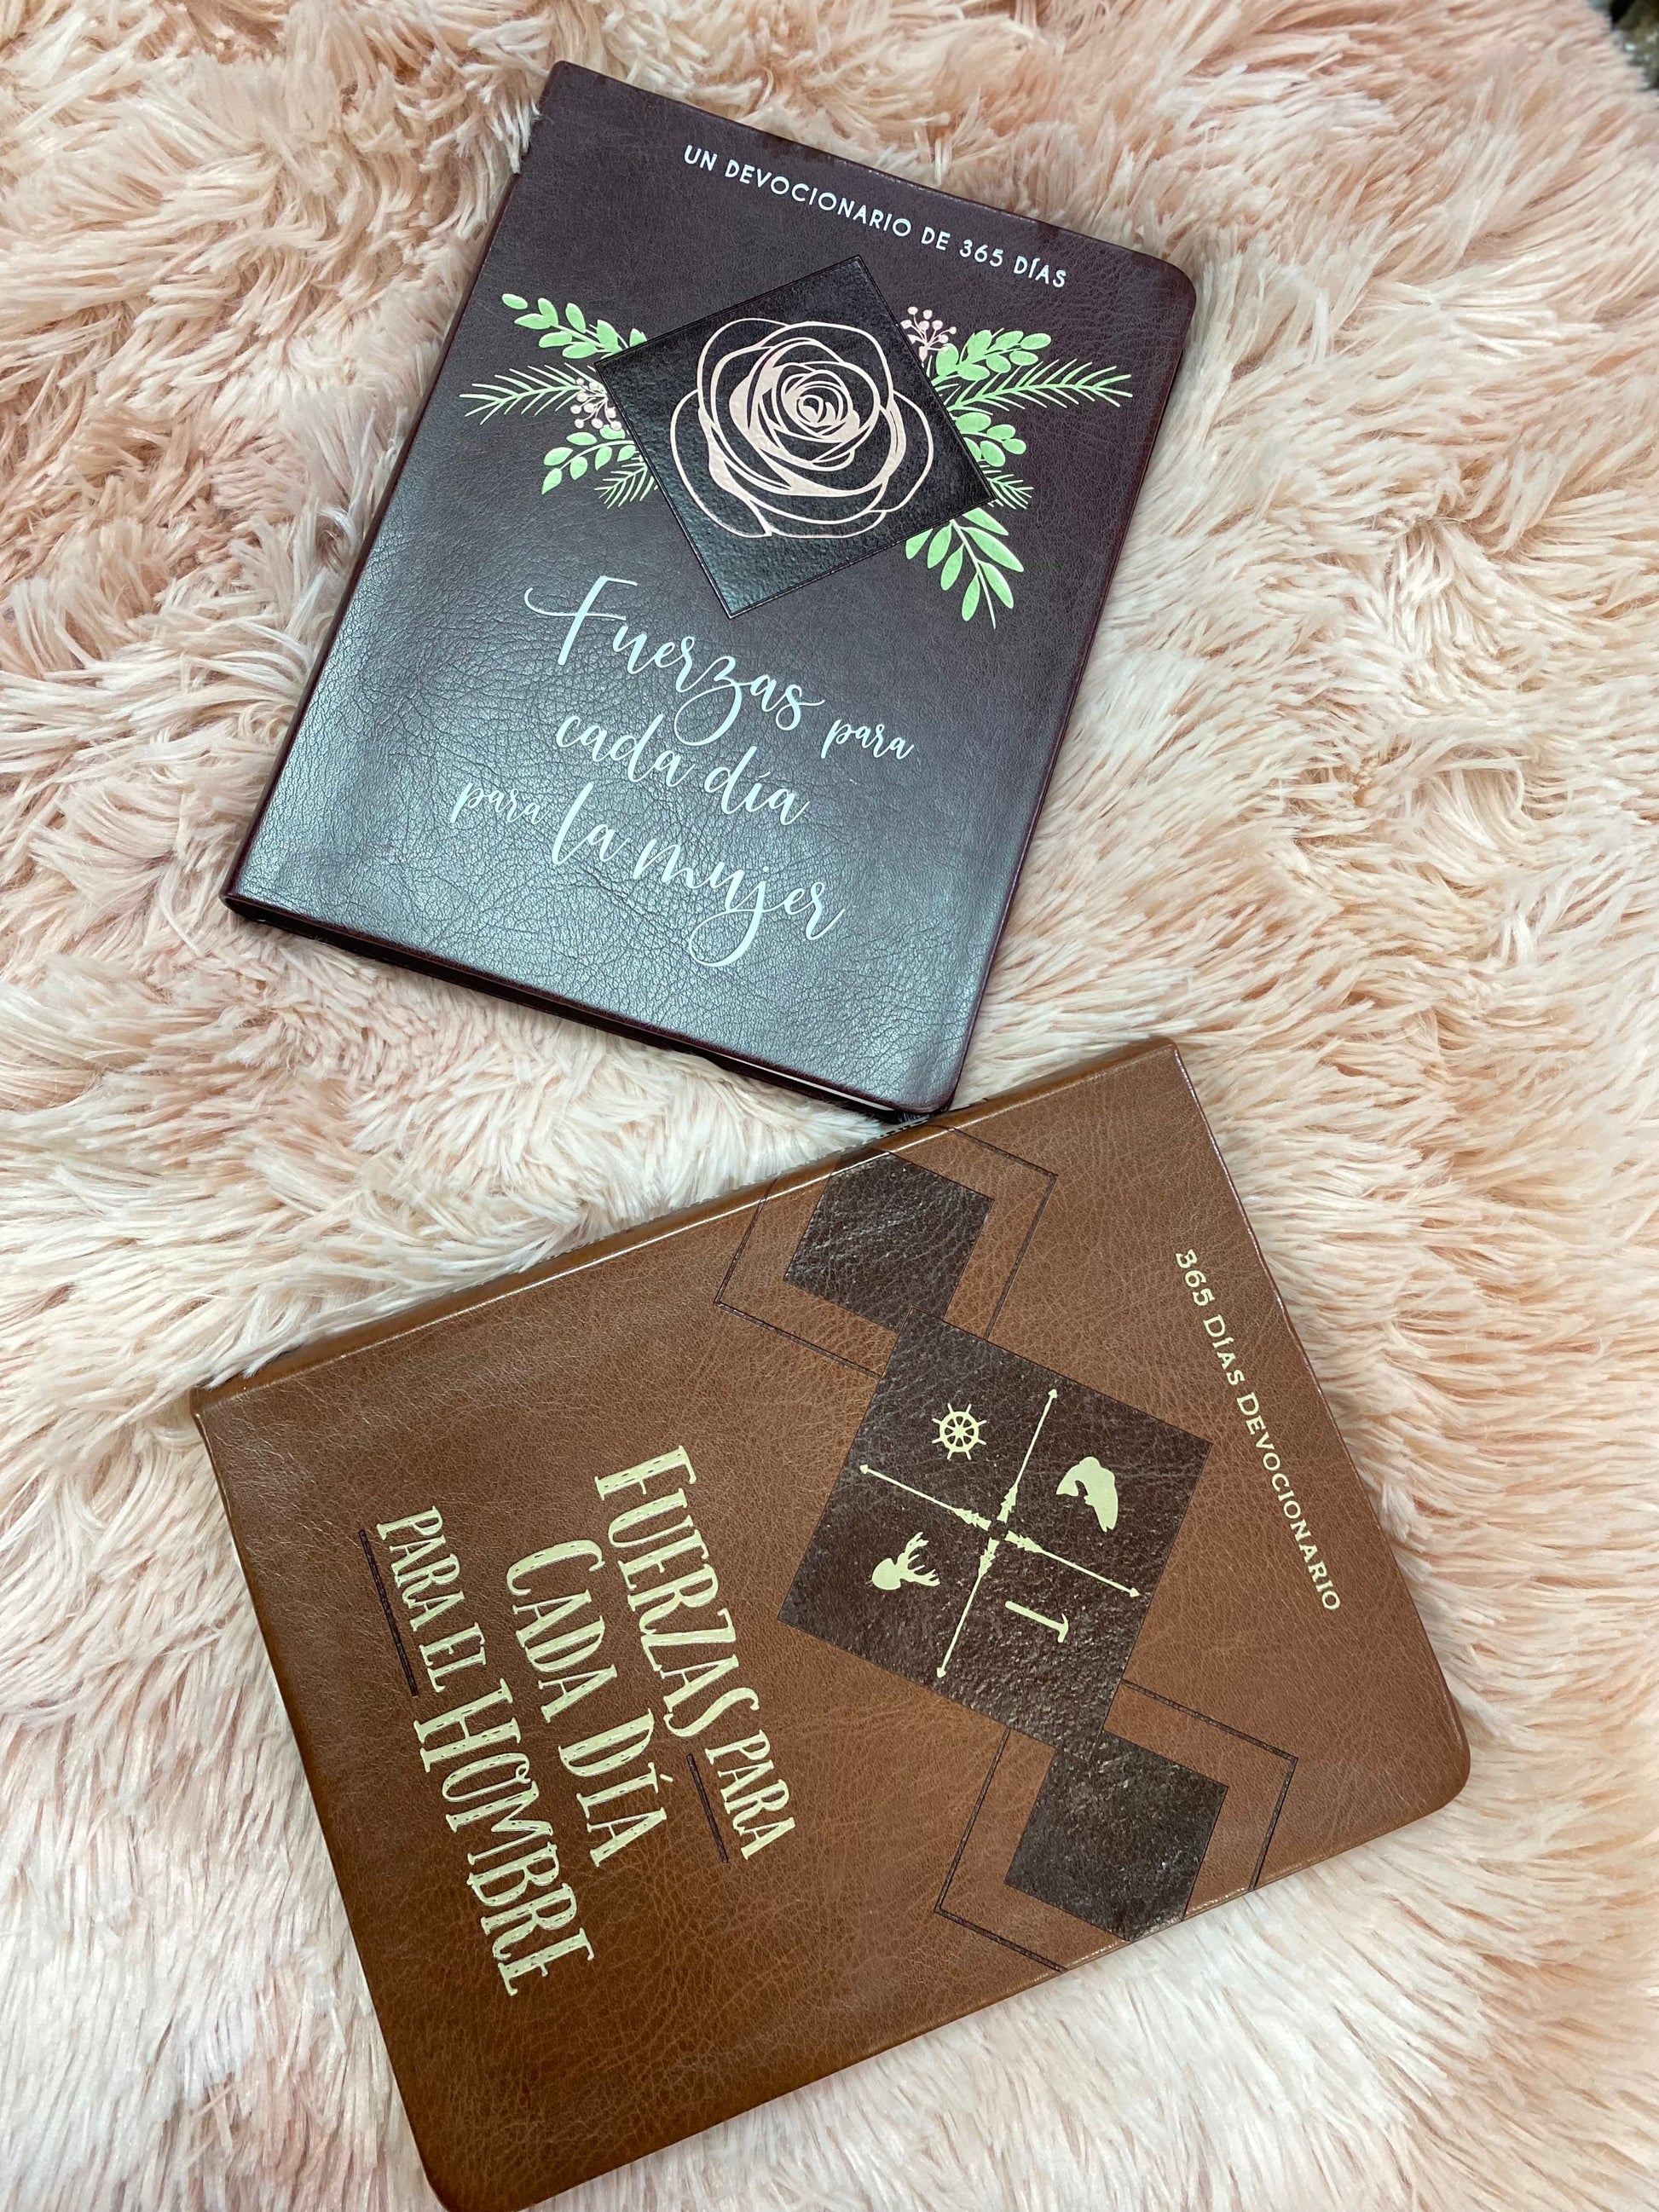 UN DEVOCIONARIO DE 365 DÍAS
Fuerzas para
cada día
para la mujer
365 DÍAS DEVOCIONARIO
FUERZAS PARA
CADA DÍA
PARA EL HOMBRE